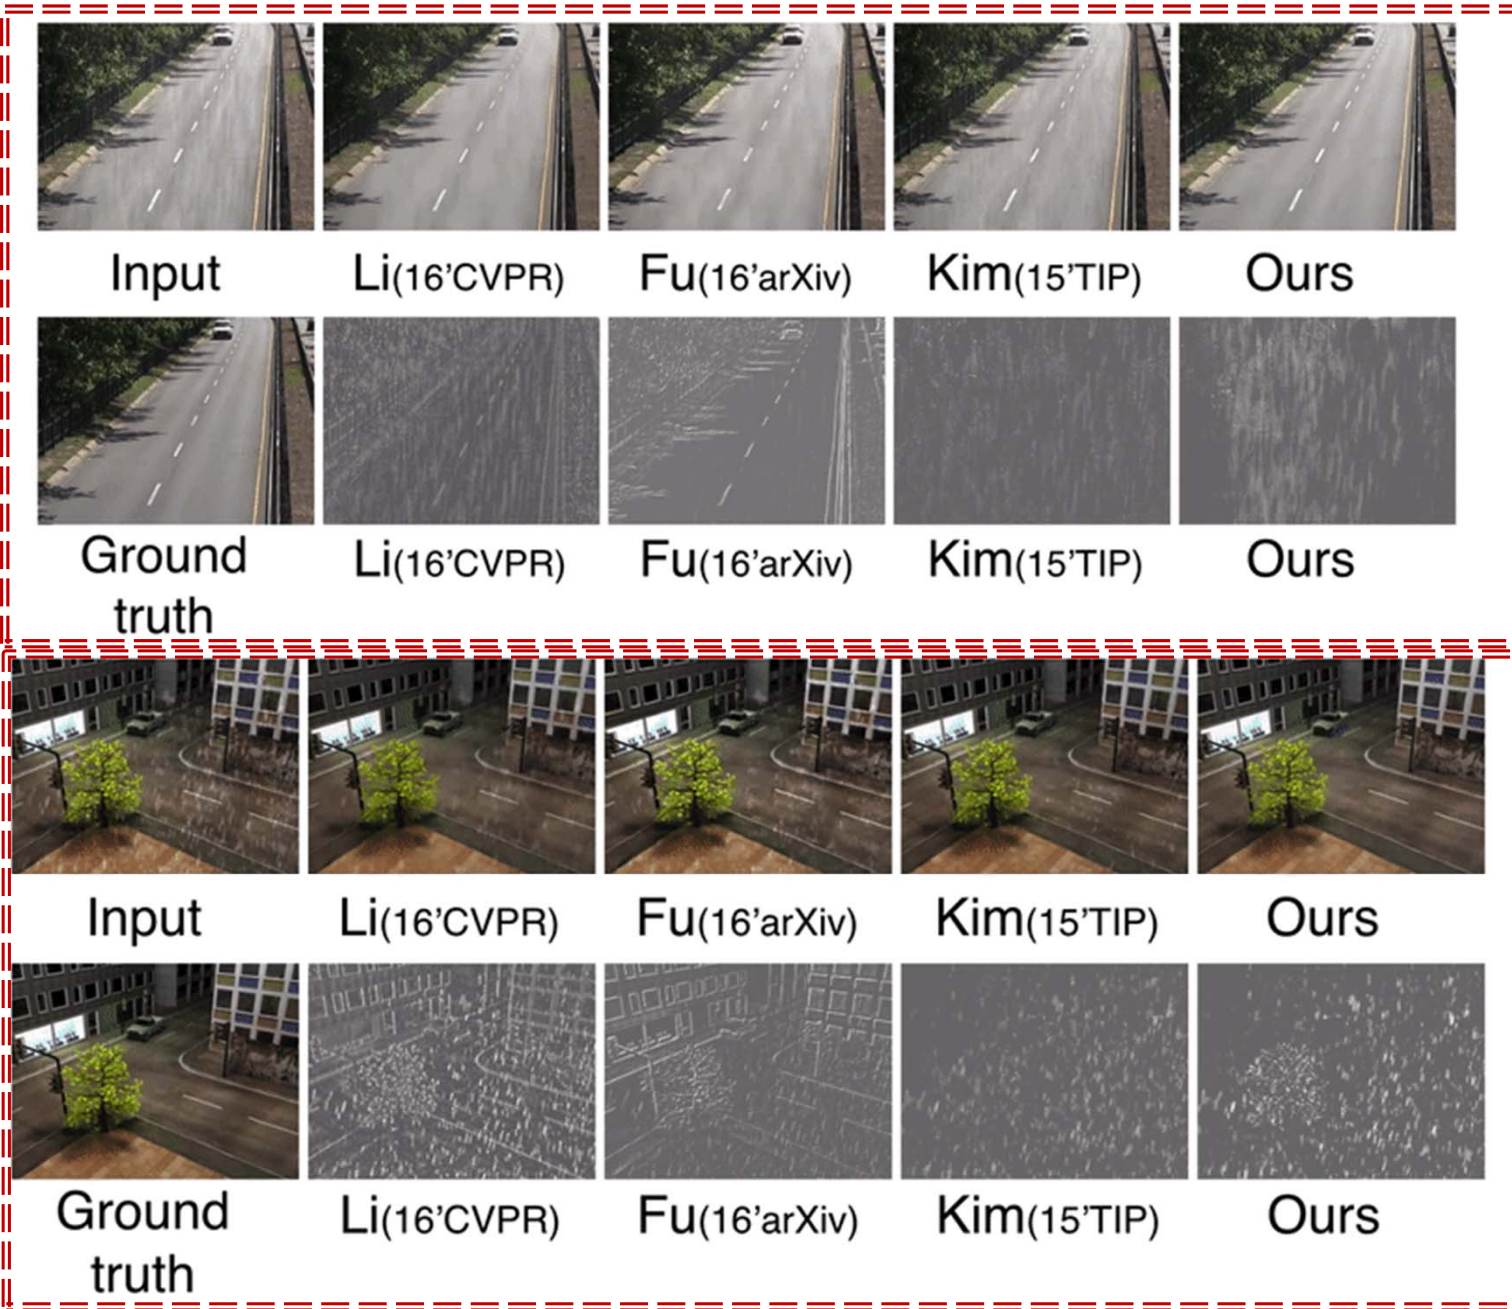 Input Li(16'CVPR) Fu(16'arXiv) Kim(15'TIP) Ours
Ground Li(16'CVPR) Fu(16'arXiv) Kim(15'TIP) Ours
truth
Input Li(16'CVPR) Fu(16'arXiv) Kim(15'TIP) Ours
Ground Li(16'CVPR) Fu(16'arXiv) Kim(15'TIP) Ours
truth